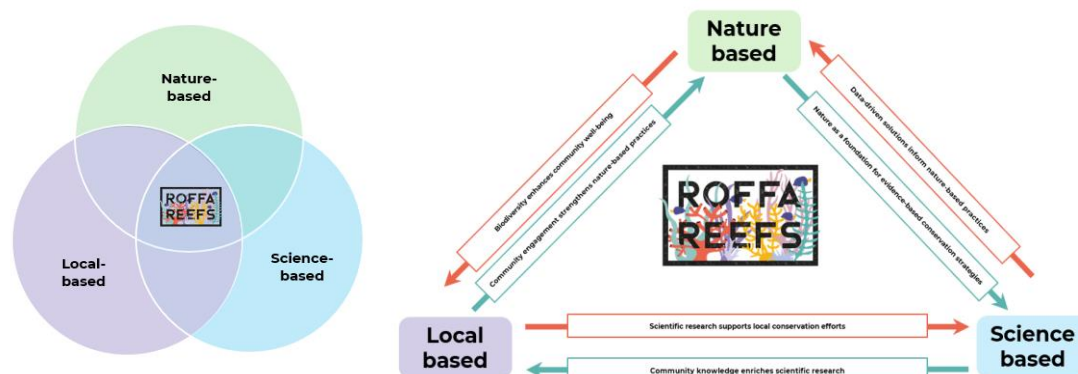 Nature-
based
ROFFA
REEFS
Local-
based
Science-
based
Nature
based
Biodiversity enhances community well-being
Community engagement strengthens nature-based practices
Data-driven solutions inform nature-based practices
Nature as a foundation for evidence-based conservation strategies
ROFFA
REEFS
Local
based
Scientific research supports local conservation efforts
Science
based
Community knowledge enriches scientific research